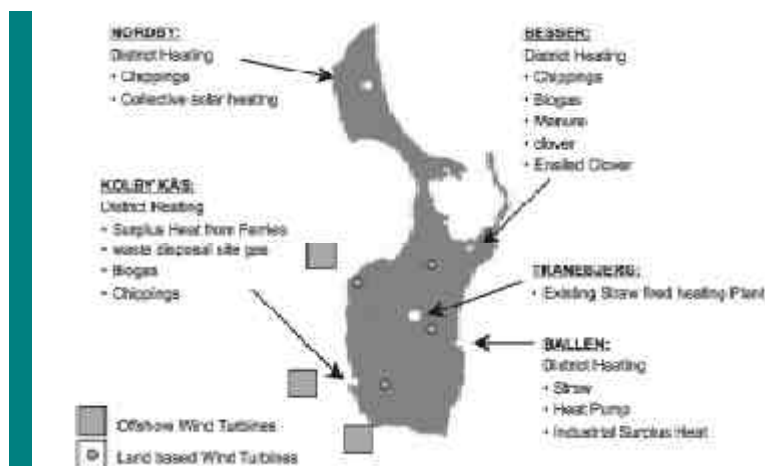 NORDBY:
District Heating
• Chippings
• Collective solar heating
BESSER:
District Heating
• Chippings
• Biogas
• Manure
• clover
• Ensiled Clover
KOLBY KÅS:
District Heating
• Surplus Heat from Ferries
• waste disposal site gas
• Biogas
• Chippings
TRANEBJERG:
• Existing Straw fired heating Plant
BALLEN:
District Heating
• Straw
• Heat Pump
• Industrial Surplus Heat
Offshore Wind Turbines
Land based Wind Turbines